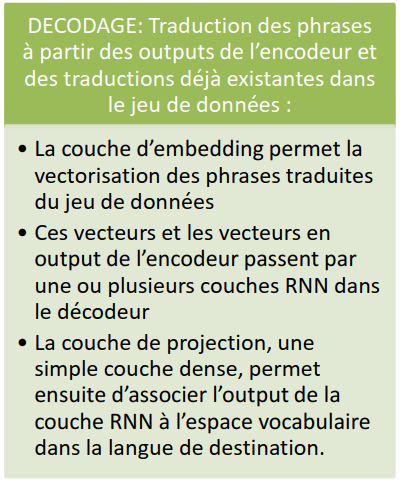 DECODAGE: Traduction des phrases
à partir des outputs de l'encodeur et
des traductions déjà existantes dans
le jeu de données :
• La couche d'embedding permet la
vectorisation des phrases traduites
du jeu de données
• Ces vecteurs et les vecteurs en
output de l'encodeur passent par
une ou plusieurs couches RNN dans
le décodeur
• La couche de projection, une
simple couche dense, permet
ensuite d'associer l'output de la
couche RNN à l'espace vocabulaire
dans la langue de destination.